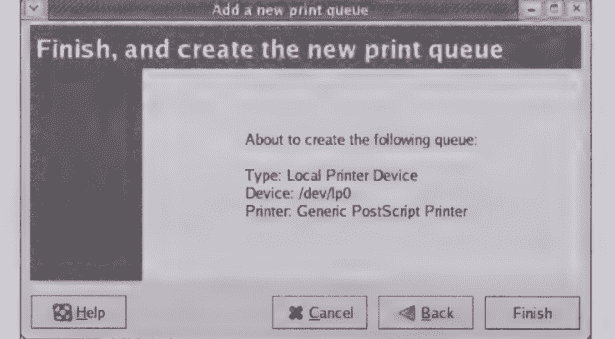 Add a new print queue
Finish, and create the new print queue
About to create the following queue:
Type: Local Printer Device
Device: /dev/lp0
Printer: Generic PostScript Printer
Help
Cancel
Back
Finish